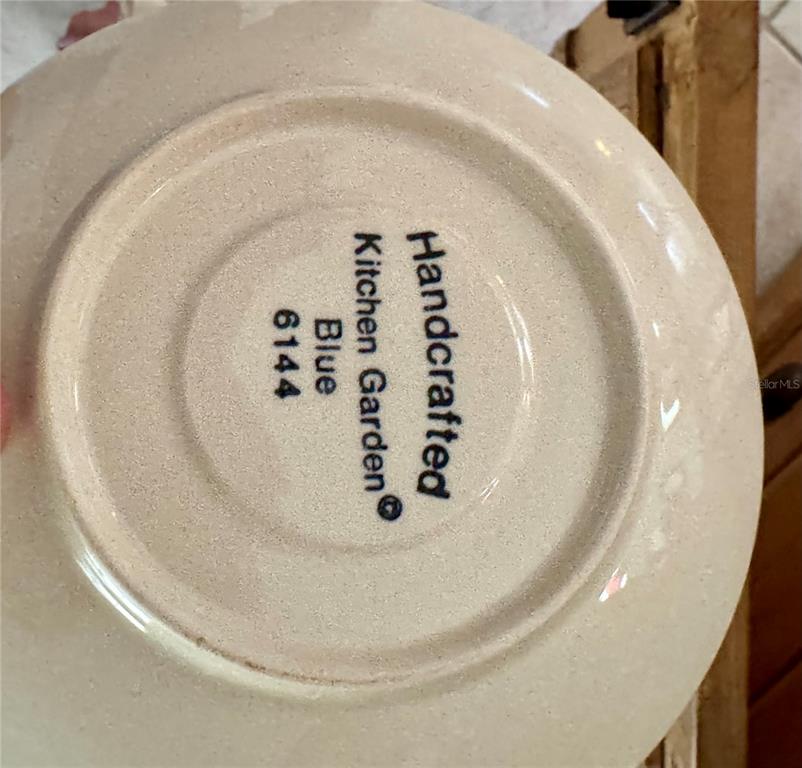 Handcrafted
Kitchen Garden©
Blue
6144